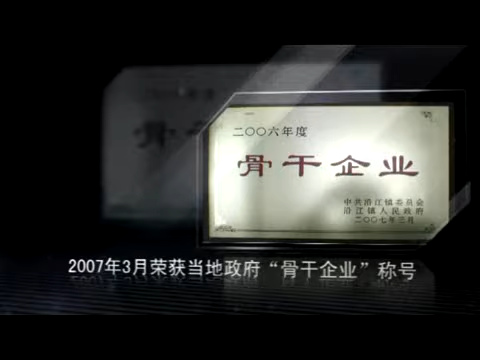 二〇〇六年度
骨干企业
中共沿江镇委员会
沿江镇人民政府
二〇〇七年三月
2007年3月荣获当地政府“骨干企业”称号